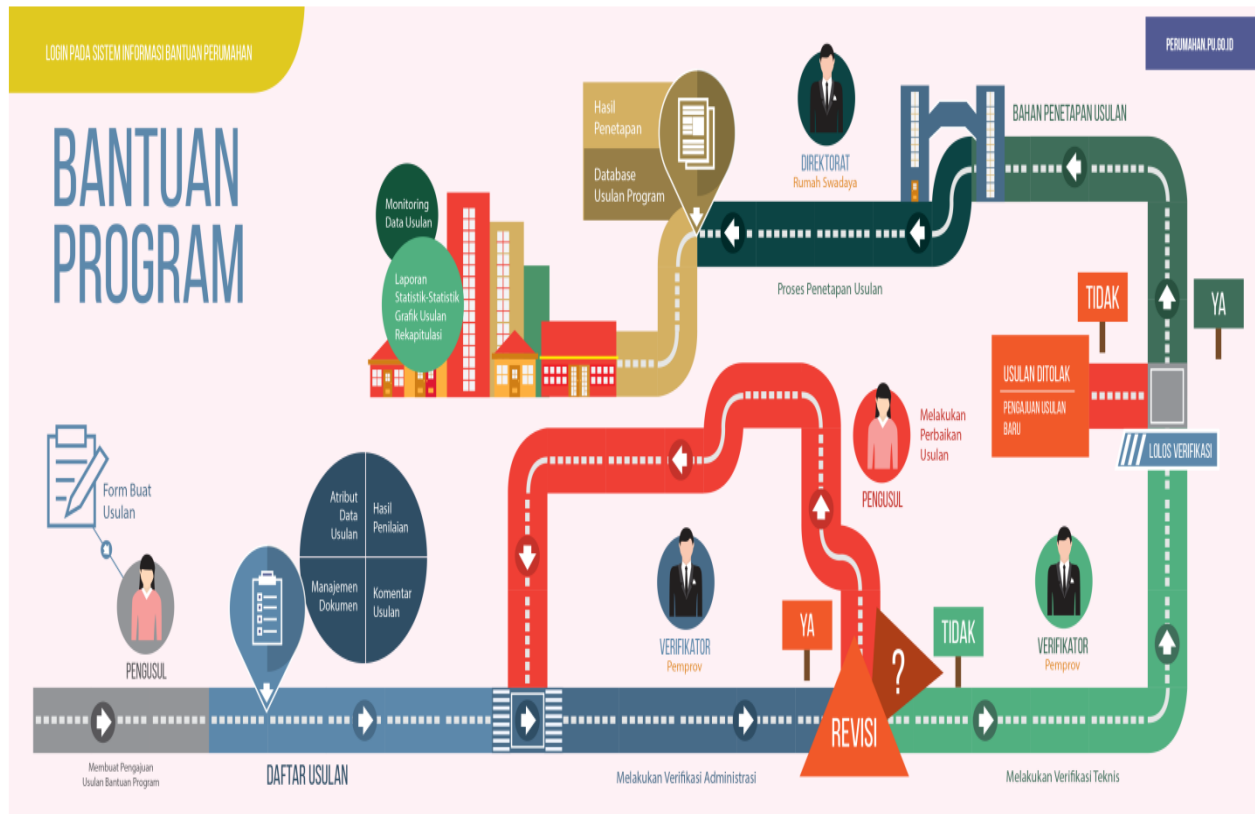 LOGIN PADA SISTEM INFORMASI BANTUAN PERUMAHAN
PERUMAHAN.PU.GO.ID
BANTUAN
PROGRAM
Hasil
Penetapan
Database
Usulan Program
DIREKTORAT
Rumah Swadaya
BAHAN PENETAPAN USULAN
Monitoring
Data Usulan
Laporan
Statistik-Statistik
Grafik Usulan
Rekapitulasi
Proses Penetapan Usulan
TIDAK
YA
USULAN DITOLAK
PENGAJUAN USULAN
BARU
LOLOS VERIFIKASI
Melakukan
Perbaikan
Usulan
PENGUSUL
Form Buat
Usulan
PENGUSUL
Atribut
Data
Usulan
Hasil
Penilaian
Manajemen
Dokumen
Komentar
Usulan
VERIFIKATOR
Pemprov
YA
?
REVISI
TIDAK
VERIFIKATOR
Pemprov
Membuat Pengajuan
Usulan Bantuan Program
DAFTAR USULAN
Melakukan Verifikasi Administrasi
Melakukan Verifikasi Teknis